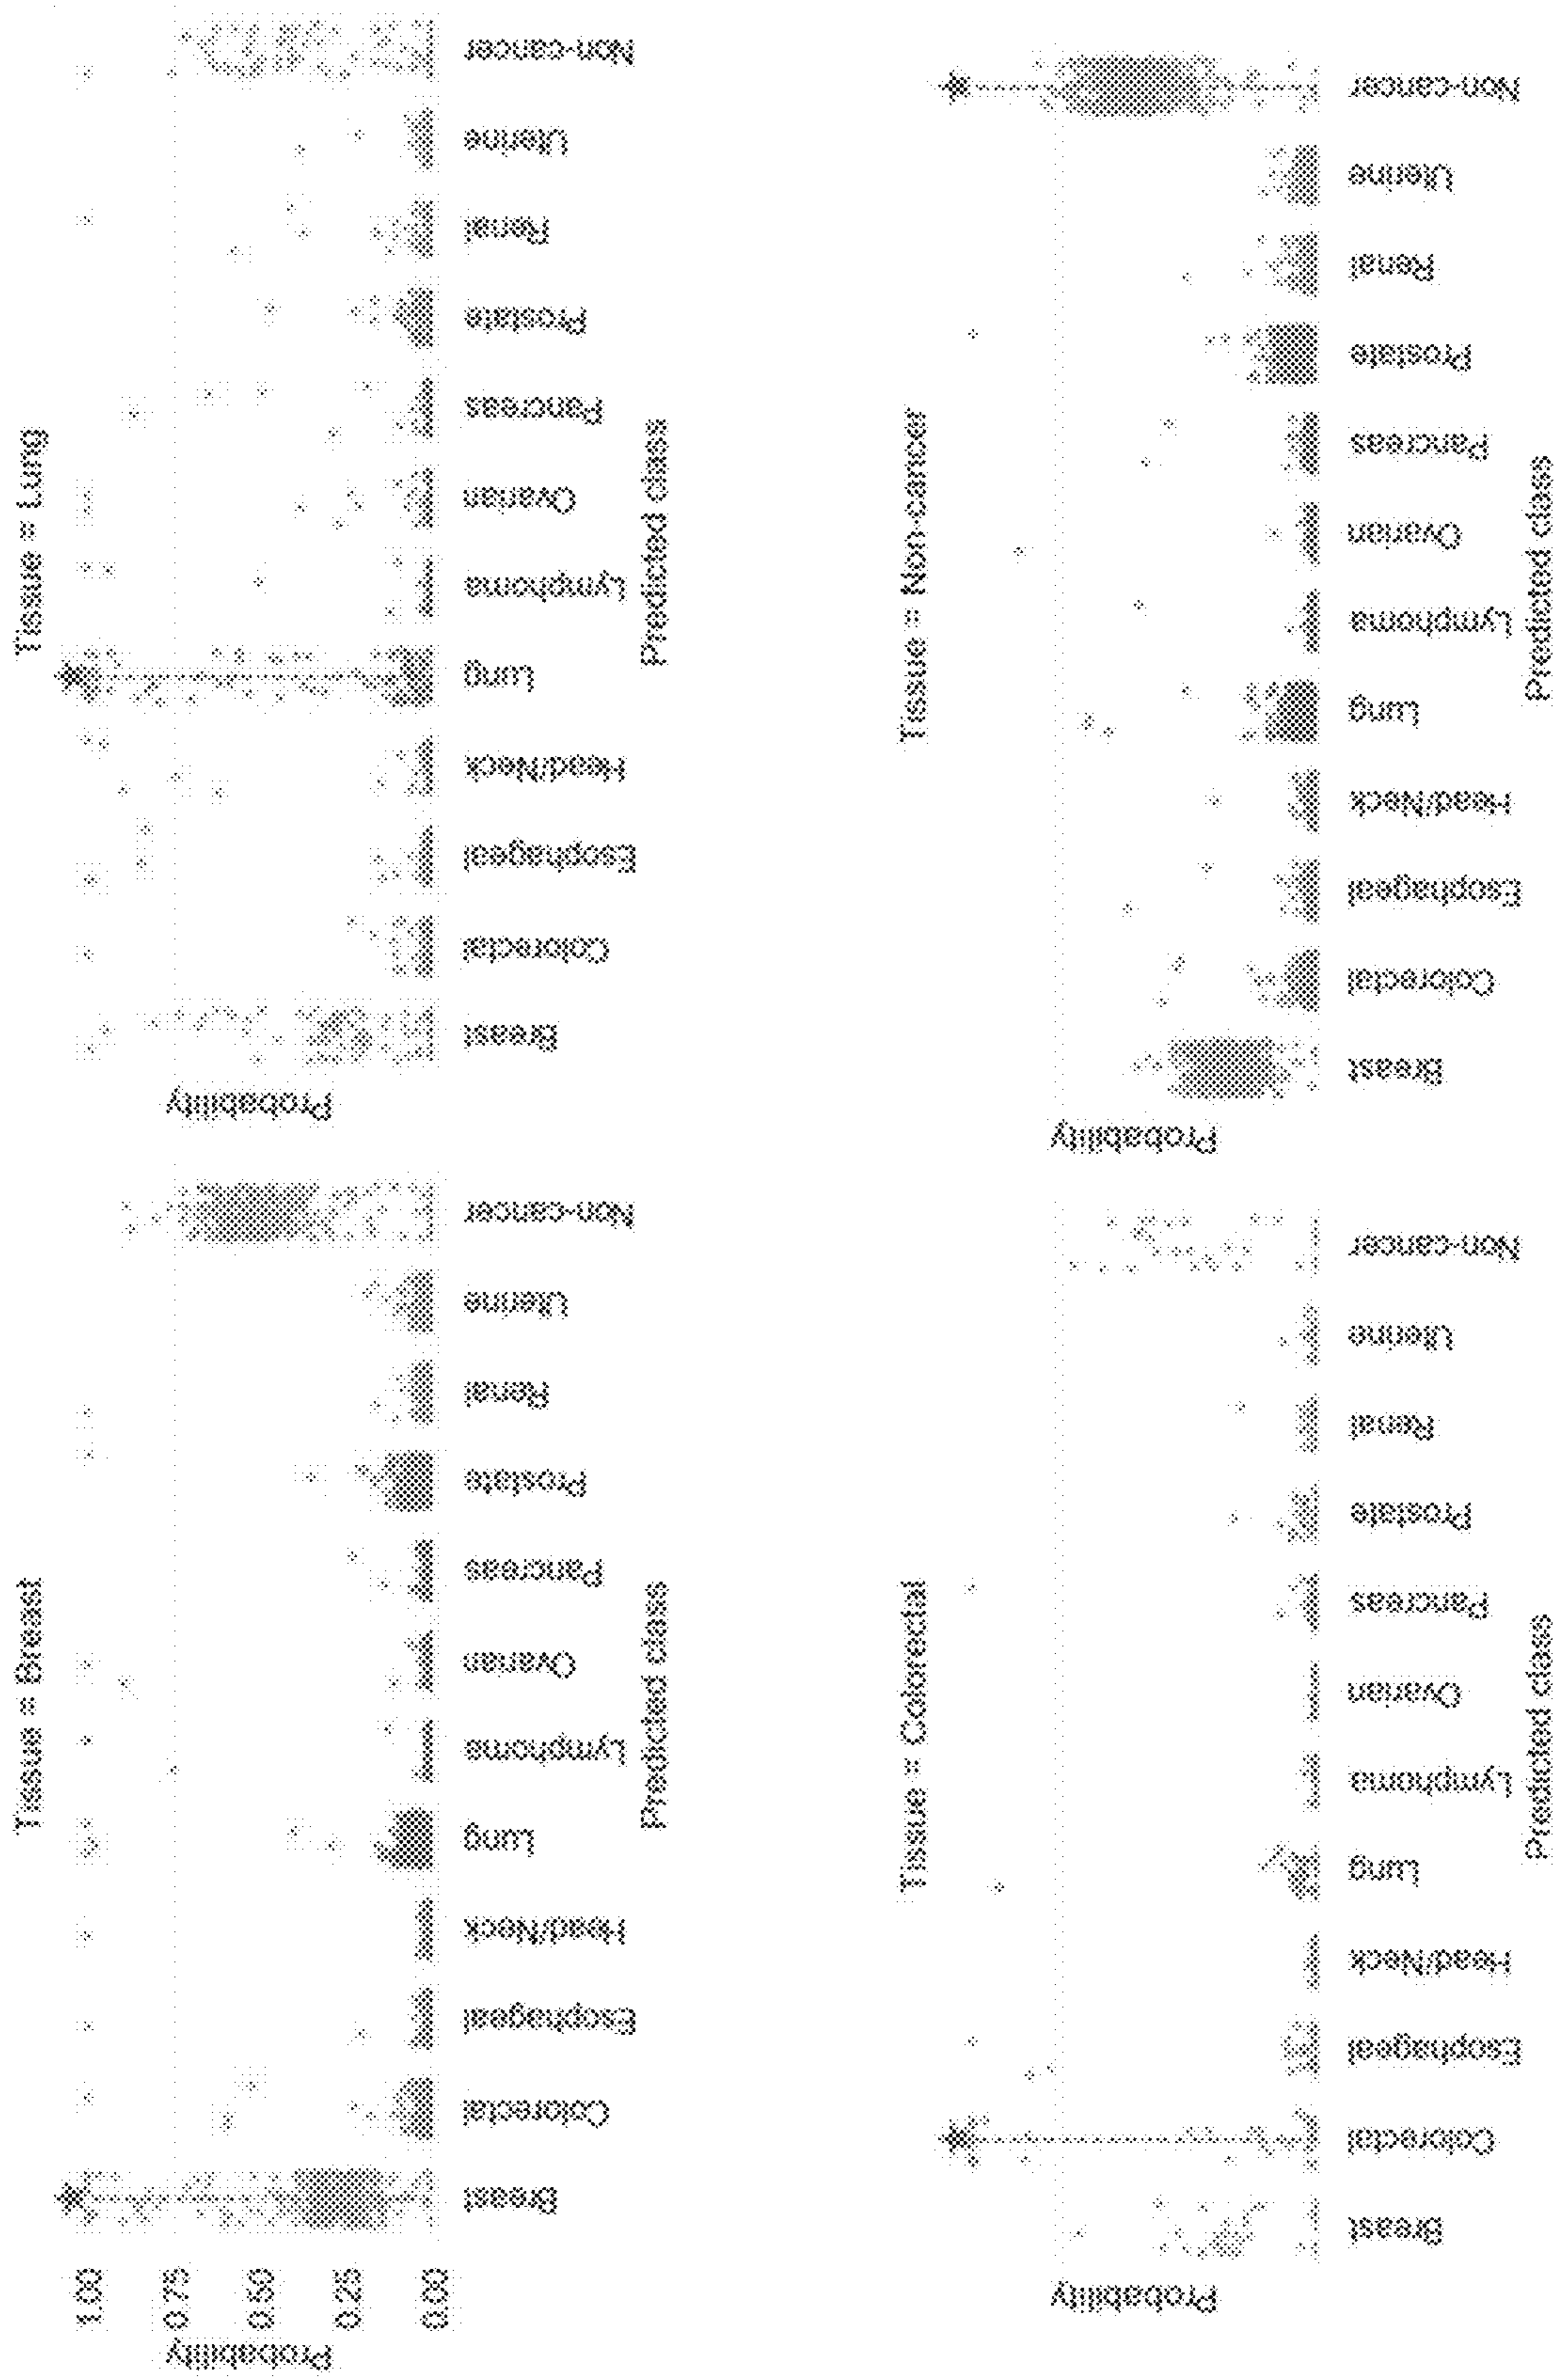 Tissue = Breast
Probability
1.00
0.75
0.50
0.25
0.00
Breast
Colorectal
Esophageal
Head/Neck
Lung
Lymphoma
Ovarian
Pancreas
Prostate
Renal
Uterine
Non-cancer
Predicted class
Tissue = Lung
Probability
Breast
Colorectal
Esophageal
Head/Neck
Lung
Lymphoma
Ovarian
Pancreas
Prostate
Renal
Uterine
Non-cancer
Predicted class
Tissue = Colorectal
Probability
Breast
Colorectal
Esophageal
Head/Neck
Lung
Lymphoma
Ovarian
Pancreas
Prostate
Renal
Uterine
Non-cancer
Predicted class
Tissue = Non-cancer
Probability
Breast
Colorectal
Esophageal
Head/Neck
Lung
Lymphoma
Ovarian
Pancreas
Prostate
Renal
Uterine
Non-cancer
Predicted class